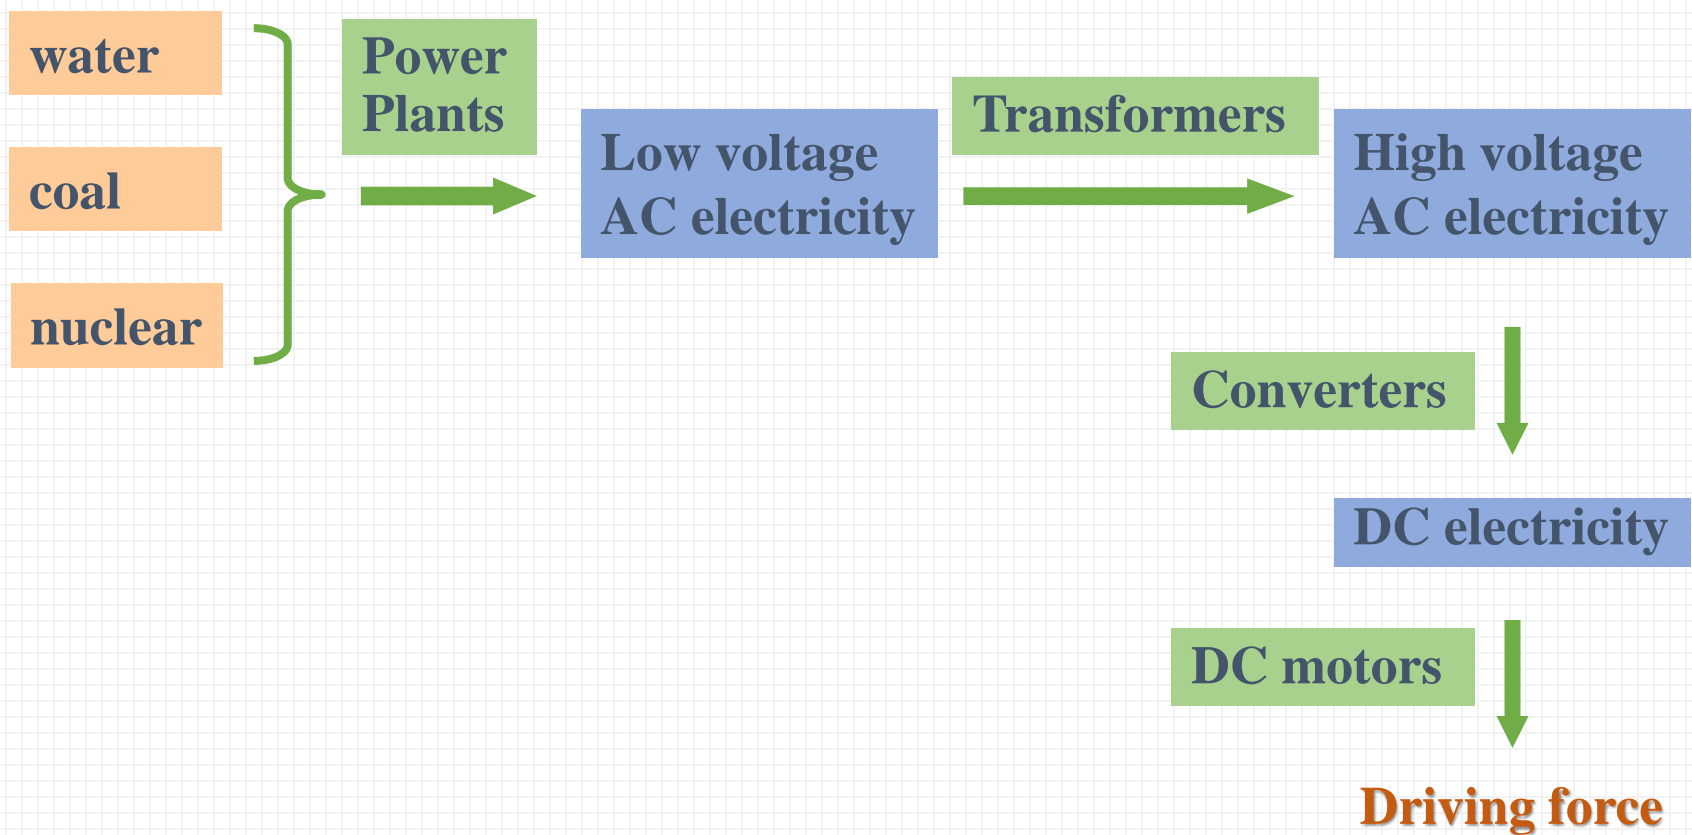 water
coal
nuclear
Power
Plants
Low voltage
AC electricity
Transformers
High voltage
AC electricity
Converters
DC electricity
DC motors
Driving force